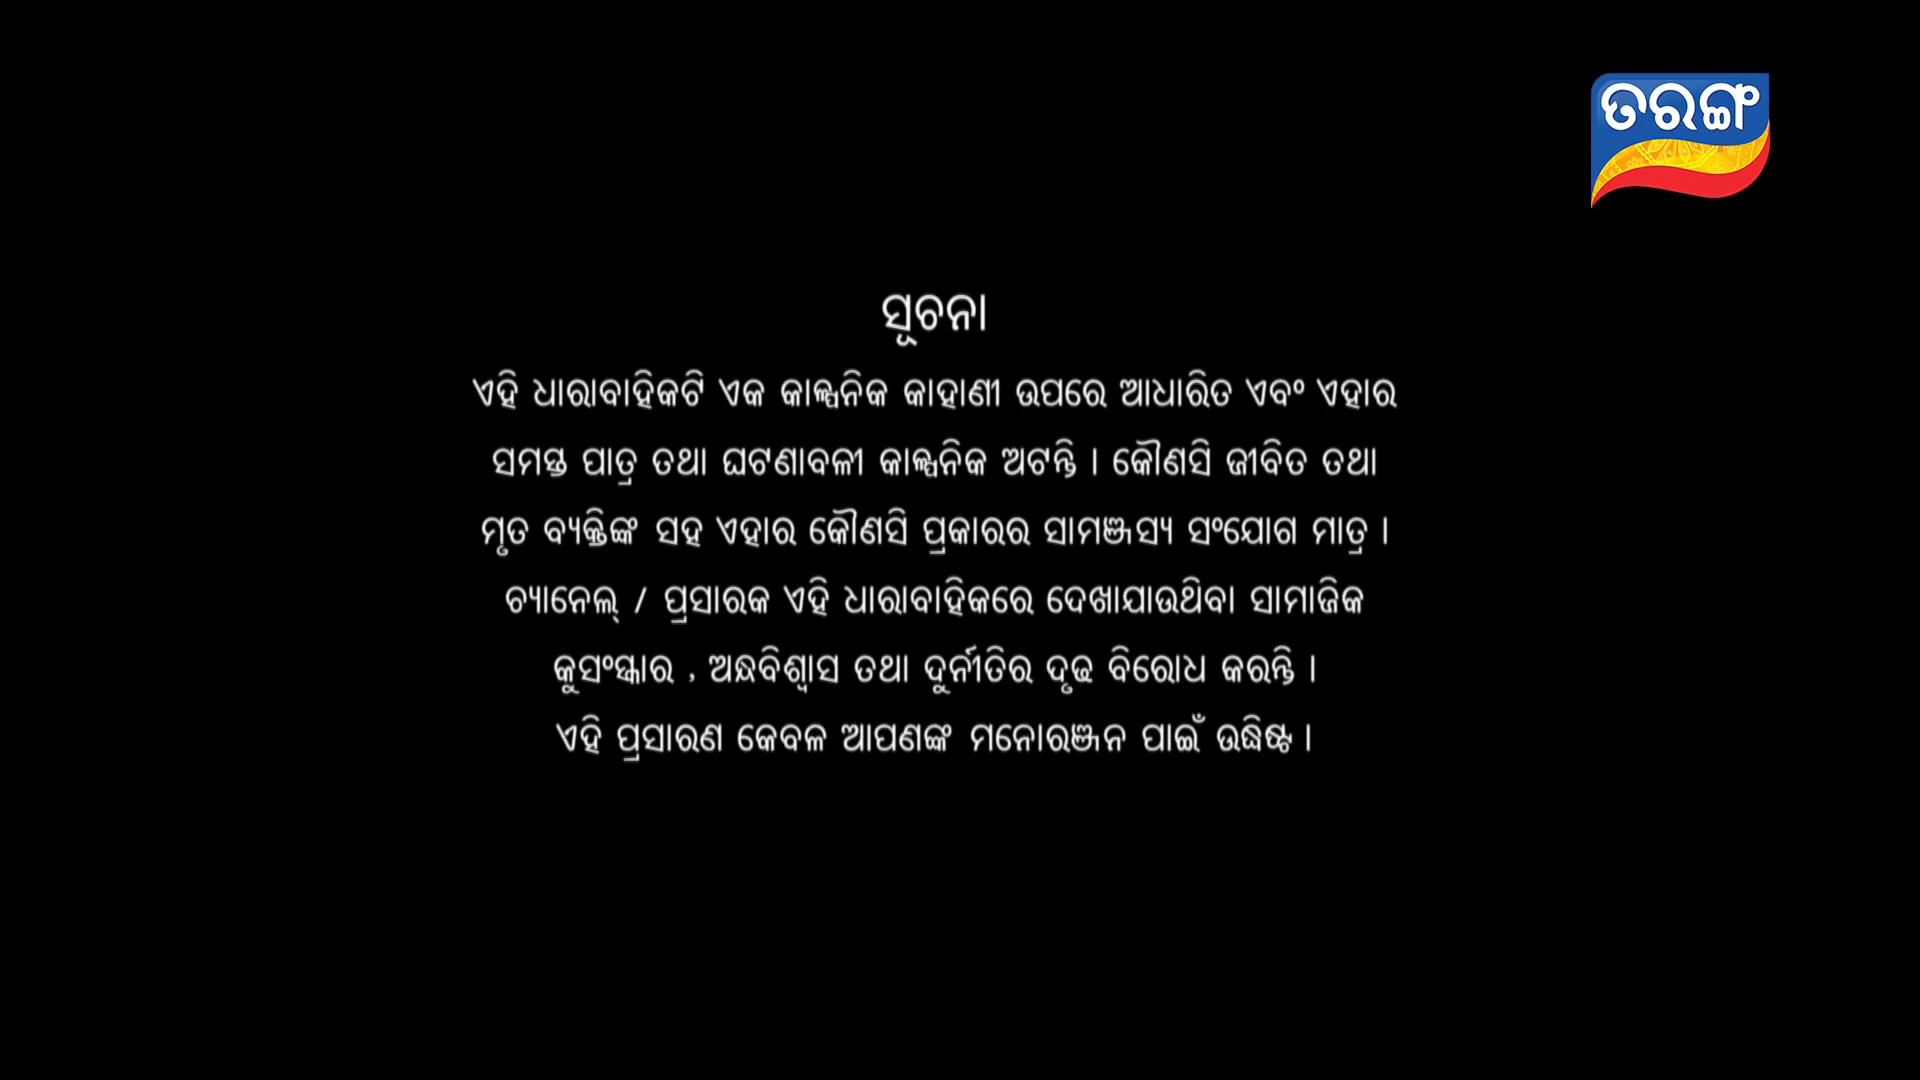 ତରଙ୍ଗ
ସୂଚନା
ଏହି ଧାରାବାହିକଟି ଏକ କାଳ୍ପନିକ କାହାଣୀ ଉପରେ ଆଧାରିତ ଏବଂ ଏହାର
ସମସ୍ତ ପାତ୍ର ତଥା ଘଟଣାବଳୀ କାଳ୍ପନିକ ଅଟନ୍ତି । କୌଣସି ଜୀବିତ ତଥା
ମୃତ ବ୍ୟକ୍ତିଙ୍କ ସହ ଏହାର କୌଣସି ପ୍ରକାରର ସାମଞ୍ଜସ୍ୟ ସଂଯୋଗ ମାତ୍ର ।
ଚ୍ୟାନେଲ୍ / ପ୍ରସାରକ ଏହି ଧାରାବାହିକରେ ଦେଖାଯାଉଥିବା ସାମାଜିକ
କୁସଂସ୍କାର , ଅନ୍ଧବିଶ୍ୱାସ ତଥା ଦୁର୍ନୀତିର ଦୃଢ ବିରୋଧ କରନ୍ତି ।
ଏହି ପ୍ରସାରଣ କେବଳ ଆପଣଙ୍କ ମନୋରଞ୍ଜନ ପାଇଁ ଉଦ୍ଧିଷ୍ଟ ।